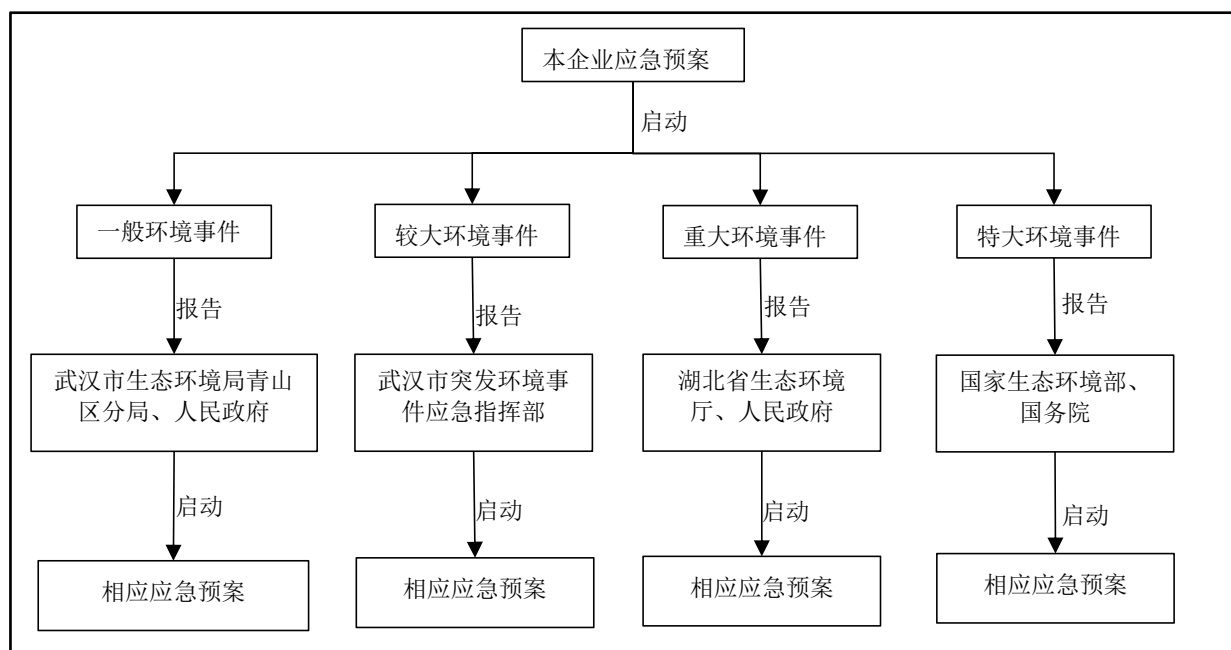 本企业应急预案
启动
一般环境事件
较大环境事件
重大环境事件
特大环境事件
报告
报告
报告
报告
武汉市生态环境局青山
区分局、人民政府
武汉市突发环境事
件应急指挥部
湖北省生态环境
厅、人民政府
国家生态环境部、
国务院
启动
启动
启动
启动
相应应急预案
相应应急预案
相应应急预案
相应应急预案